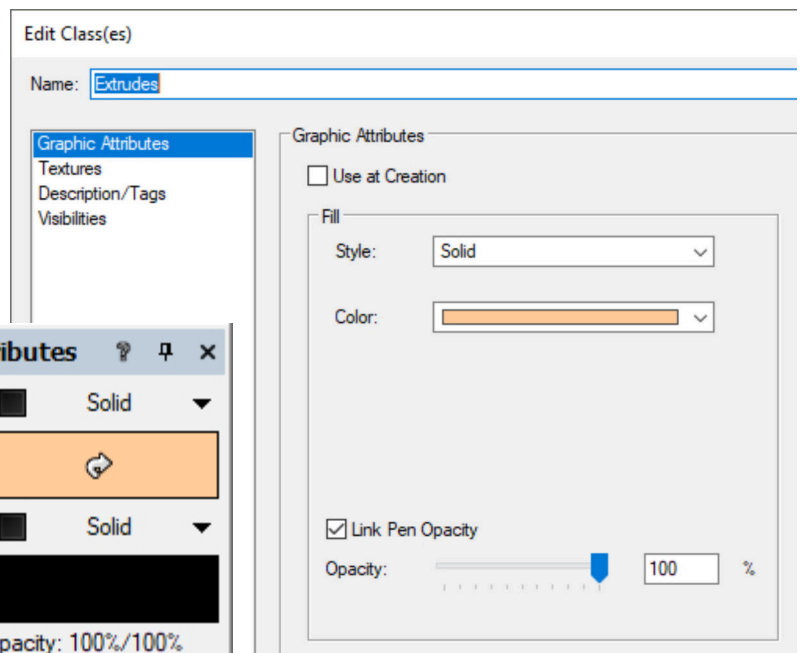 Edit Class(es)
Name: Extrudes
Graphic Attributes
Textures
Description/Tags
Visibilities
Graphic Attributes
Use at Creation
Fill
Style: Solid
Color:
Link Pen Opacity
Opacity: 100 %
ributes ? ×
Solid
Solid
pacity: 100%/100%